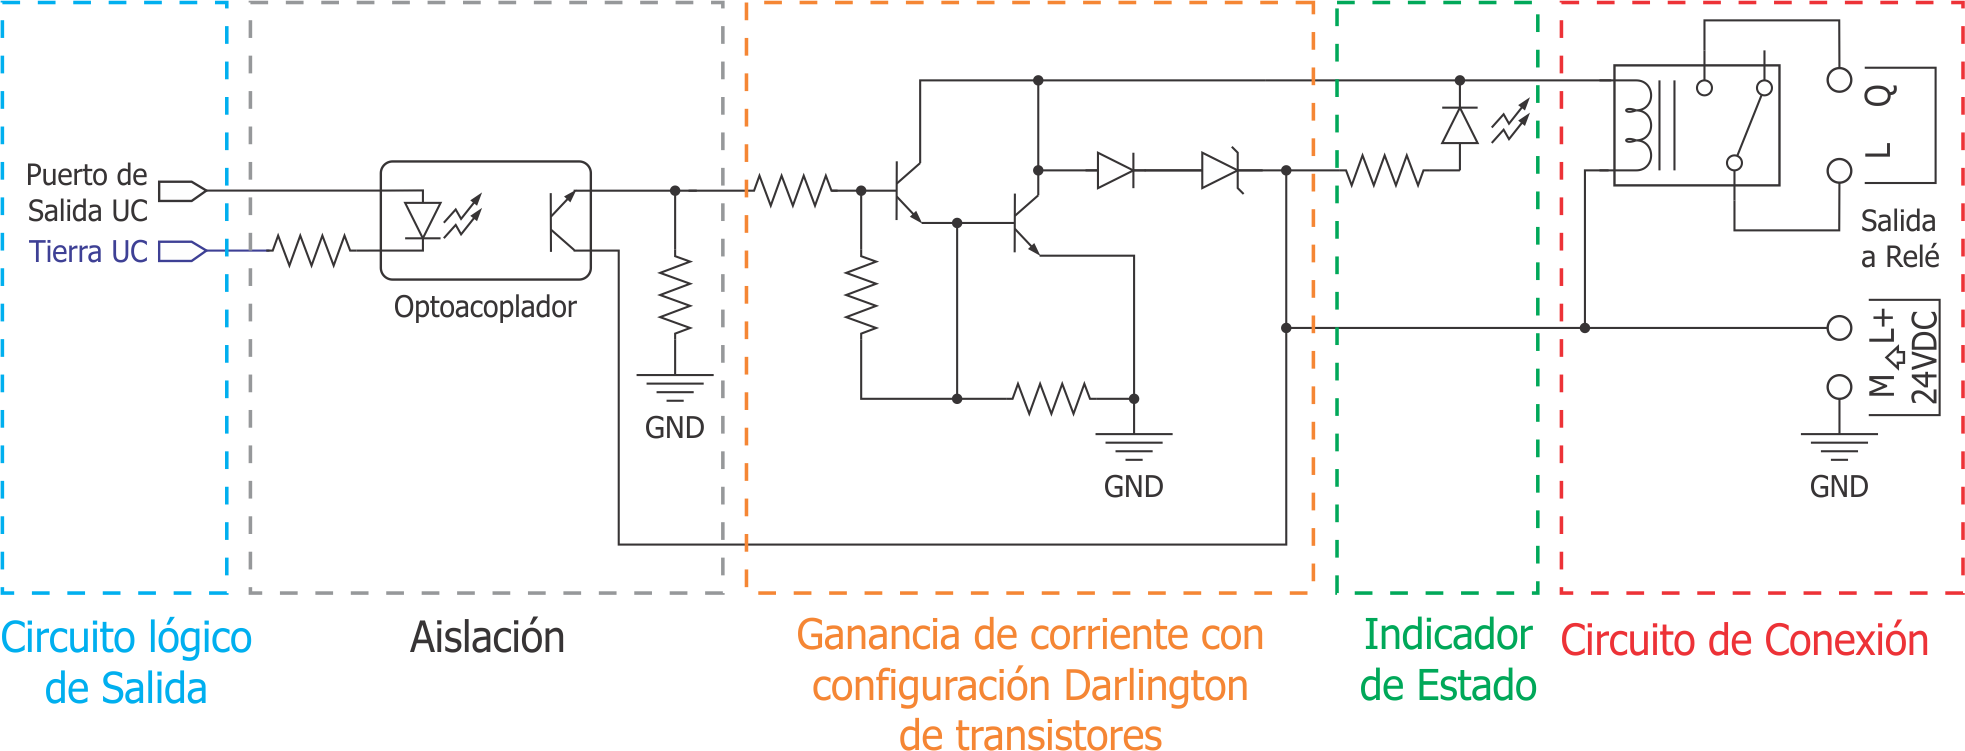 Puerto de
Salida UC
Tierra UC
Optoacoplador
GND
GND
Q
L
Salida
a Relé
L+
M
24VDC
GND
Circuito lógico
de Salida
Aislación
Ganancia de corriente con
configuración Darlington
de transistores
Indicador
de Estado
Circuito de Conexión